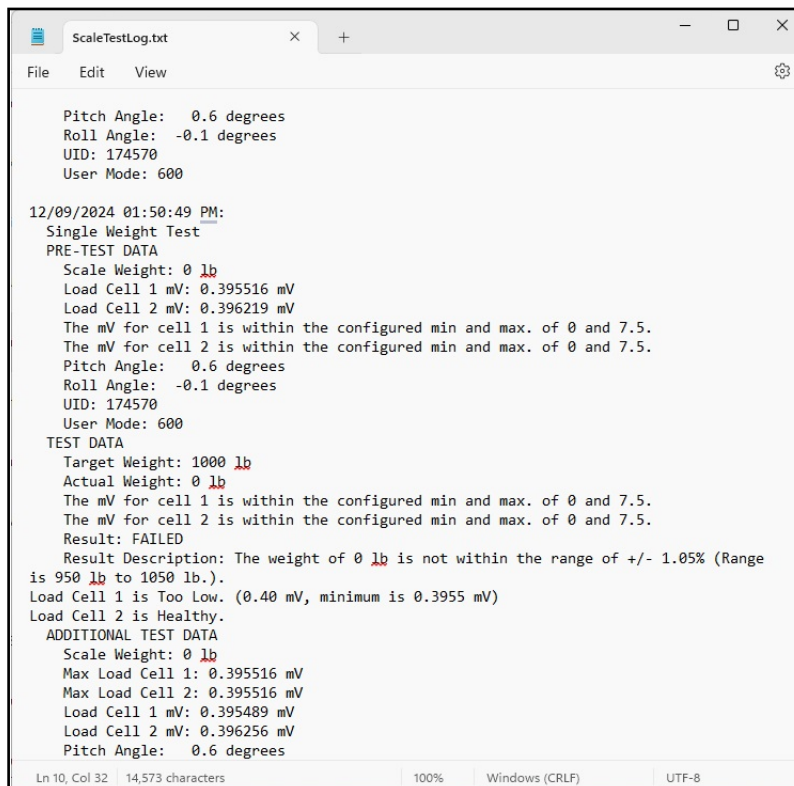 ScaleTestLog.txt
File Edit View
Pitch Angle: 0.6 degrees
Roll Angle: -0.1 degrees
UID: 174570
User Mode: 600
12/09/2024 01:50:49 PM:
Single Weight Test
PRE-TEST DATA
Scale Weight: 0 lb
Load Cell 1 mV: 0.395516 mV
Load Cell 2 mV: 0.396219 mV
The mV for cell 1 is within the configured min and max. of 0 and 7.5.
The mV for cell 2 is within the configured min and max. of 0 and 7.5.
Pitch Angle: 0.6 degrees
Roll Angle: -0.1 degrees
UID: 174570
User Mode: 600
TEST DATA
Target Weight: 1000 lb
Actual Weight: 0 lb
The mV for cell 1 is within the configured min and max. of 0 and 7.5.
The mV for cell 2 is within the configured min and max. of 0 and 7.5.
Result: FAILED
Result Description: The weight of 0 lb is not within the range of +/- 1.05% (Range
is 950 lb to 1050 lb.).
Load Cell 1 is Too Low. (0.40 mV, minimum is 0.3955 mV)
Load Cell 2 is Healthy.
ADDITIONAL TEST DATA
Scale Weight: 0 lb
Max Load Cell 1: 0.395516 mV
Max Load Cell 2: 0.395516 mV
Load Cell 1 mV: 0.395489 mV
Load Cell 2 mV: 0.396256 mV
Pitch Angle: 0.6 degrees
Ln 10, Col 32 14,573 characters 100% Windows (CRLF) UTF-8